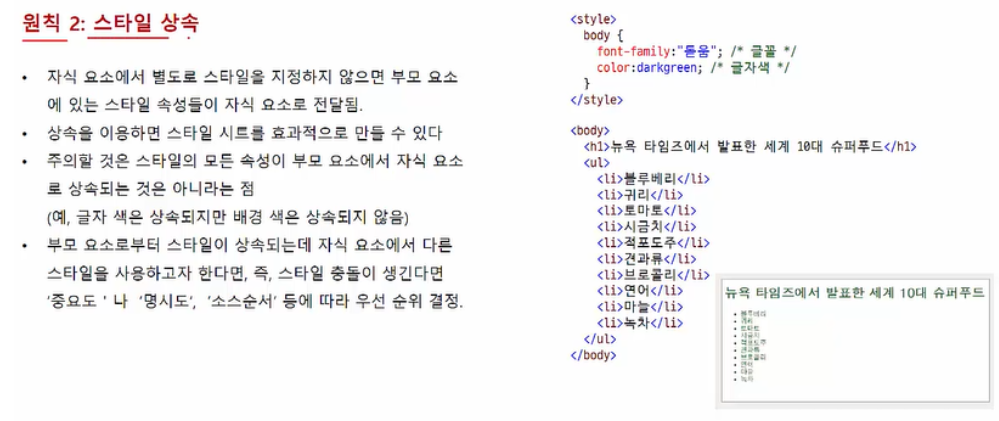 원칙 2: 스타일 상속
• 자식 요소에서 별도로 스타일을 지정하지 않으면 부모 요소
에 있는 스타일 속성들이 자식 요소로 전달됨.
• 상속을 이용하면 스타일 시트를 효과적으로 만들 수 있다
• 주의할 것은 스타일의 모든 속성이 부모 요소에서 자식 요소
로 상속되는 것은 아니라는 점
(예, 글자 색은 상속되지만 배경 색은 상속되지 않음)
• 부모 요소로부터 스타일이 상속되는데 자식 요소에서 다른
스타일을 사용하고자 한다면, 즉, 스타일 충돌이 생긴다면
‘중요도 ’ 나 ‘명시도’, ‘소스순서’ 등에 따라 우선 순위 결정.
<style>
body {
font-family:"돋움"; /* 글꼴 */
color:darkgreen; /* 글자색 */
}
</style>
<body>
<h1>뉴욕 타임즈에서 발표한 세계 10대 슈퍼푸드</h1>
<ul>
<li>블루베리</li>
<li>귀리</li>
<li>토마토</li>
<li>시금치</li>
<li>적포도주</li>
<li>견과류</li>
<li>브로콜리</li>
<li>연어</li>
<li>마늘</li>
<li>녹차</li>
</ul>
</body>
뉴욕 타임즈에서 발표한 세계 10대 슈퍼푸드
• 블루베리
• 귀리
• 토마토
• 시금치
• 적포도주
• 견과류
• 브로콜리
• 연어
• 마늘
• 녹차